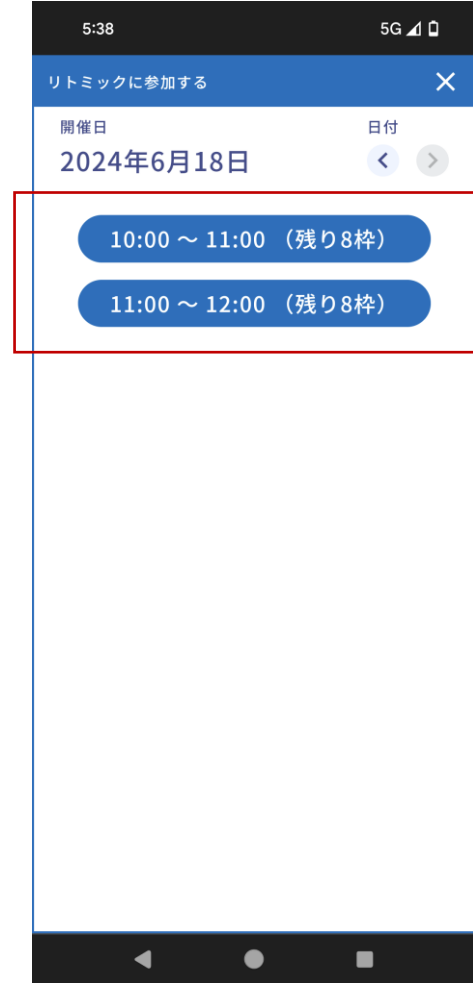 5:38 5G
リトミックに参加する
開催日 日付
2024年6月18日
10:00 ～ 11:00 （残り8枠）
11:00 ～ 12:00 （残り8枠）